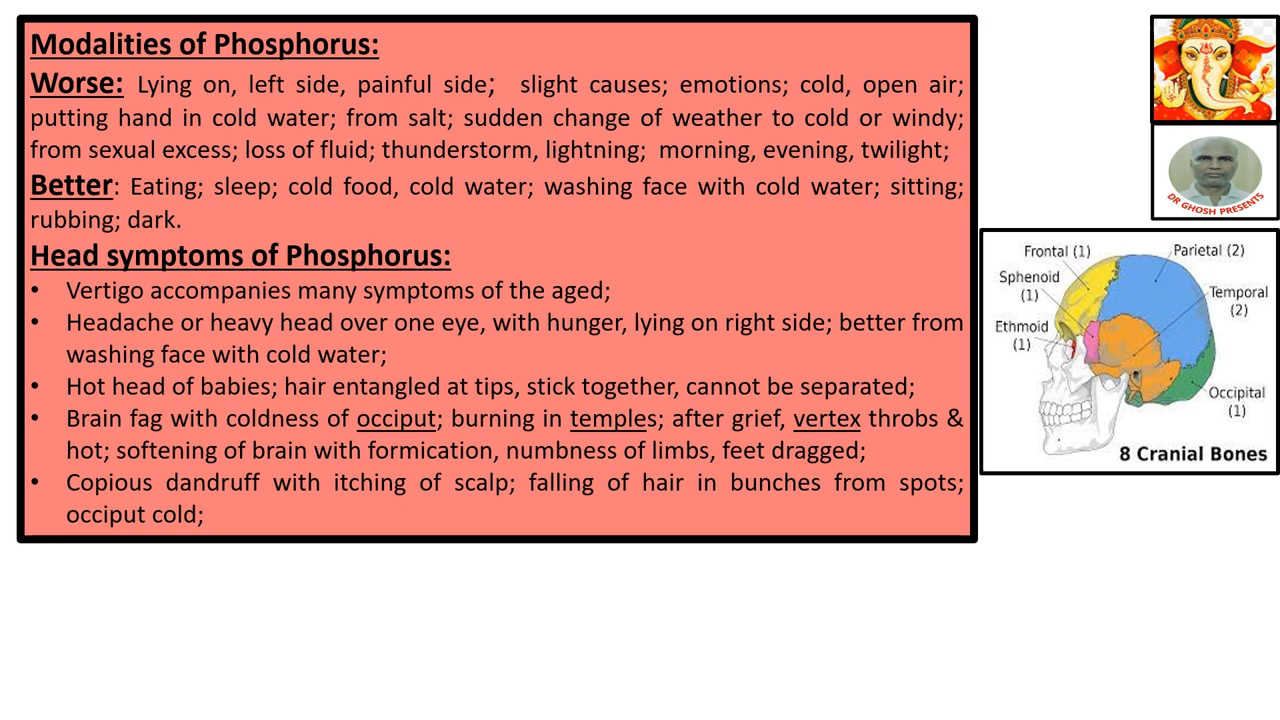 Modalities of Phosphorus:
Worse: Lying on, left side, painful side; slight causes; emotions; cold, open air;
putting hand in cold water; from salt; sudden change of weather to cold or windy;
from sexual excess; loss of fluid; thunderstorm, lightning; morning, evening, twilight;
Better: Eating; sleep; cold food, cold water; washing face with cold water; sitting;
rubbing; dark.
Head symptoms of Phosphorus:
• Vertigo accompanies many symptoms of the aged;
• Headache or heavy head over one eye, with hunger, lying on right side; better from
washing face with cold water;
• Hot head of babies; hair entangled at tips, stick together, cannot be separated;
• Brain fag with coldness of occiput; burning in temples; after grief, vertex throbs &
hot; softening of brain with formication, numbness of limbs, feet dragged;
• Copious dandruff with itching of scalp; falling of hair in bunches from spots;
occiput cold;
DR GHOSH PRESENTS
Frontal (1)
Parietal (2)
Sphenoid
(1)
Temporal
(2)
Ethmoid
(1)
Occipital
(1)
8 Cranial Bones